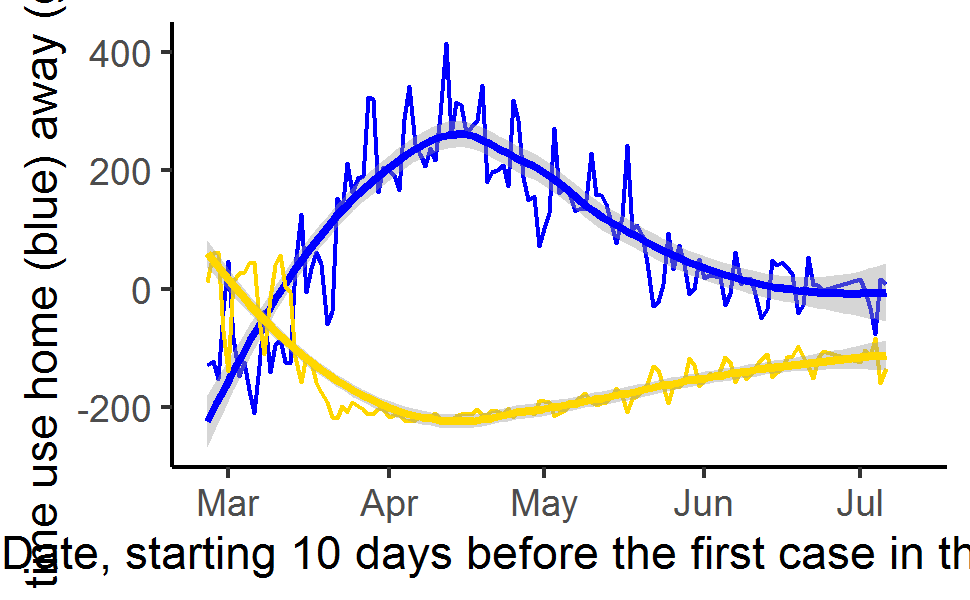 time use home (blue) away (
400
200
0
-200
Mar Apr May Jun Jul
Date, starting 10 days before the first case in th